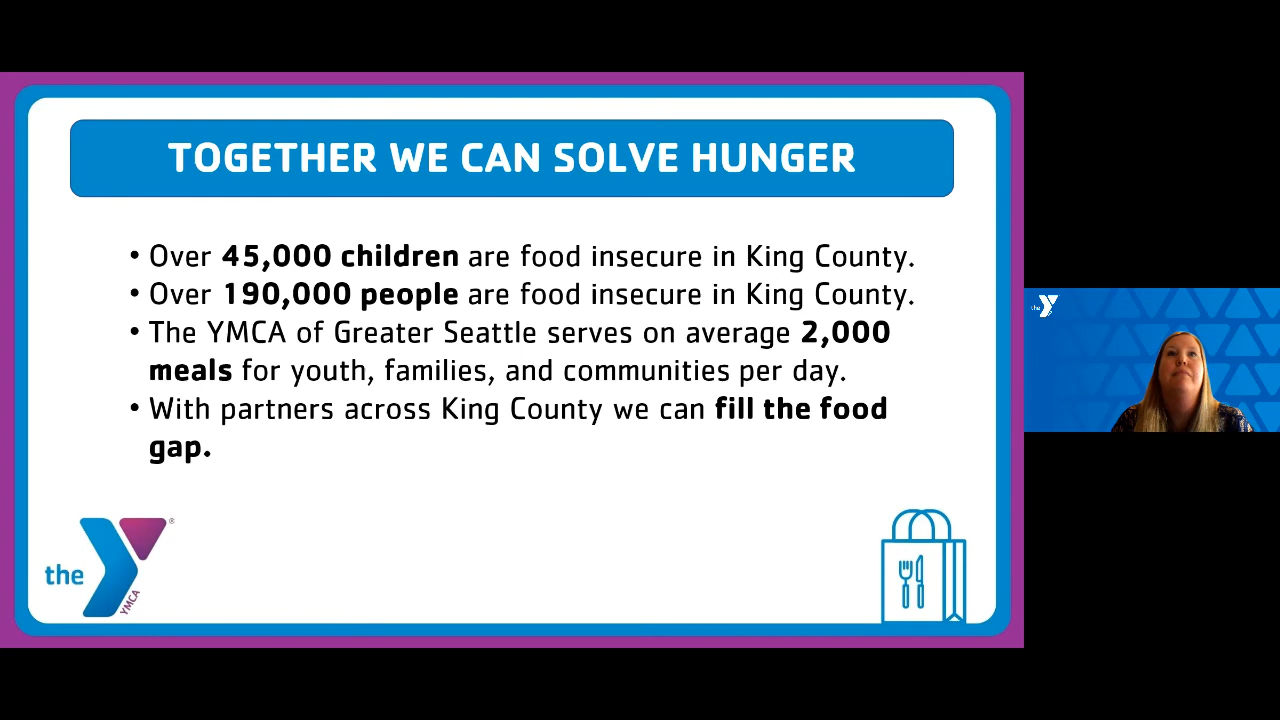 TOGETHER WE CAN SOLVE HUNGER
• Over 45,000 children are food insecure in King County.
• Over 190,000 people are food insecure in King County.
• The YMCA of Greater Seattle serves on average 2,000
meals for youth, families, and communities per day.
• With partners across King County we can fill the food
gap.
the Y®
YMCA
the Y